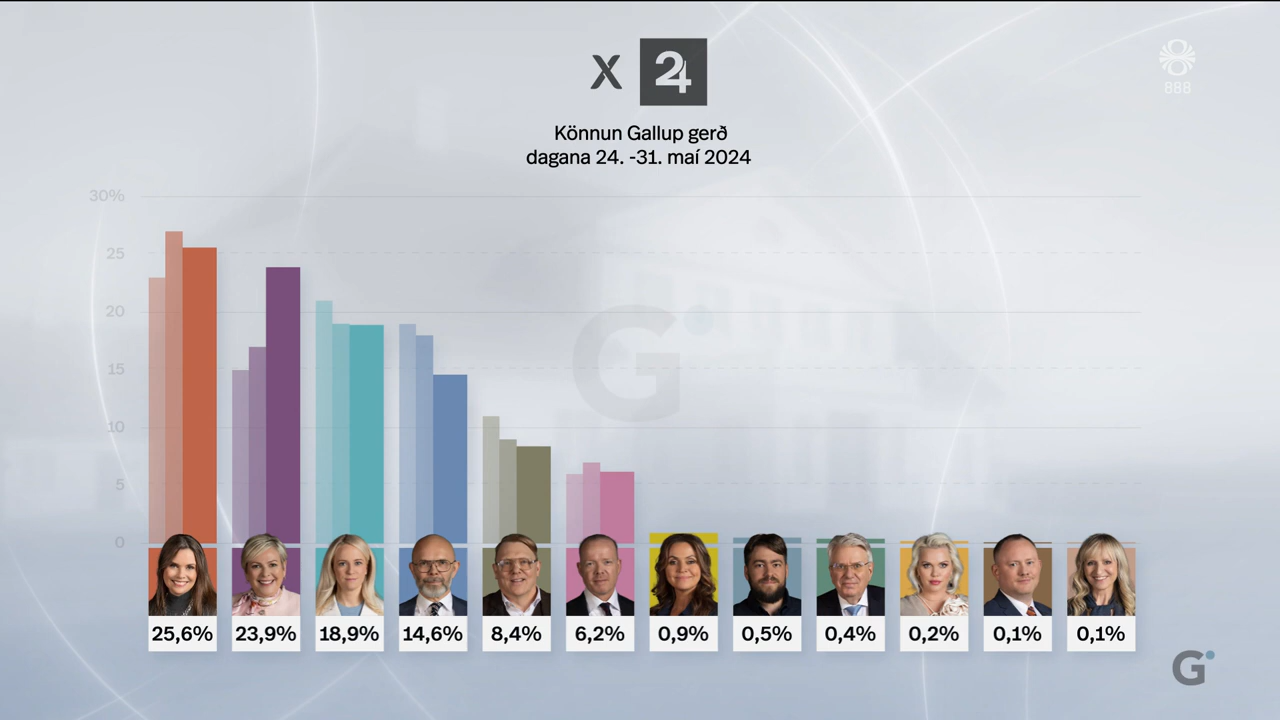 X 24
888
Könnun Gallup gerð
dagana 24. -31. maí 2024
30%
25
20
15
10
5
0
G
25,6% 23,9% 18,9% 14,6% 8,4% 6,2% 0,9% 0,5% 0,4% 0,2% 0,1% 0,1%
G